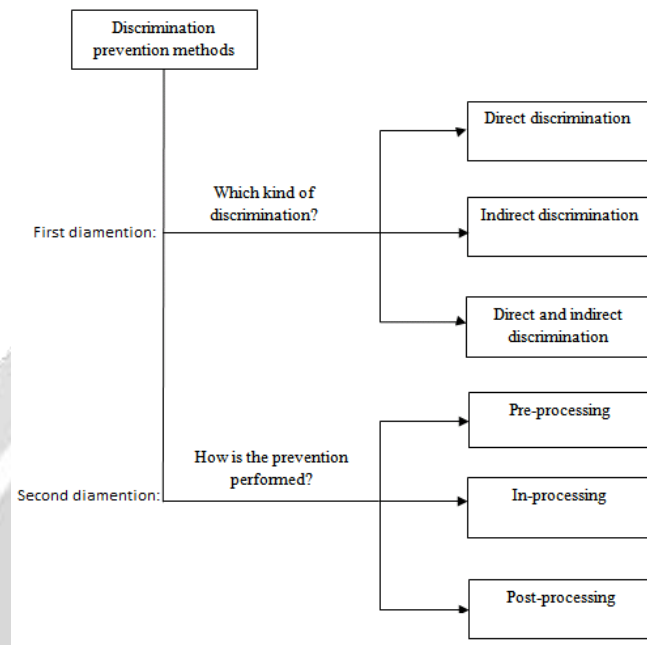 Discrimination
prevention methods
Direct discrimination
Which kind of
discrimination?
Indirect discrimination
First diamention:
Direct and indirect
discrimination
Pre-processing
How is the prevention
performed?
Second diamention:
In-processing
Post-processing